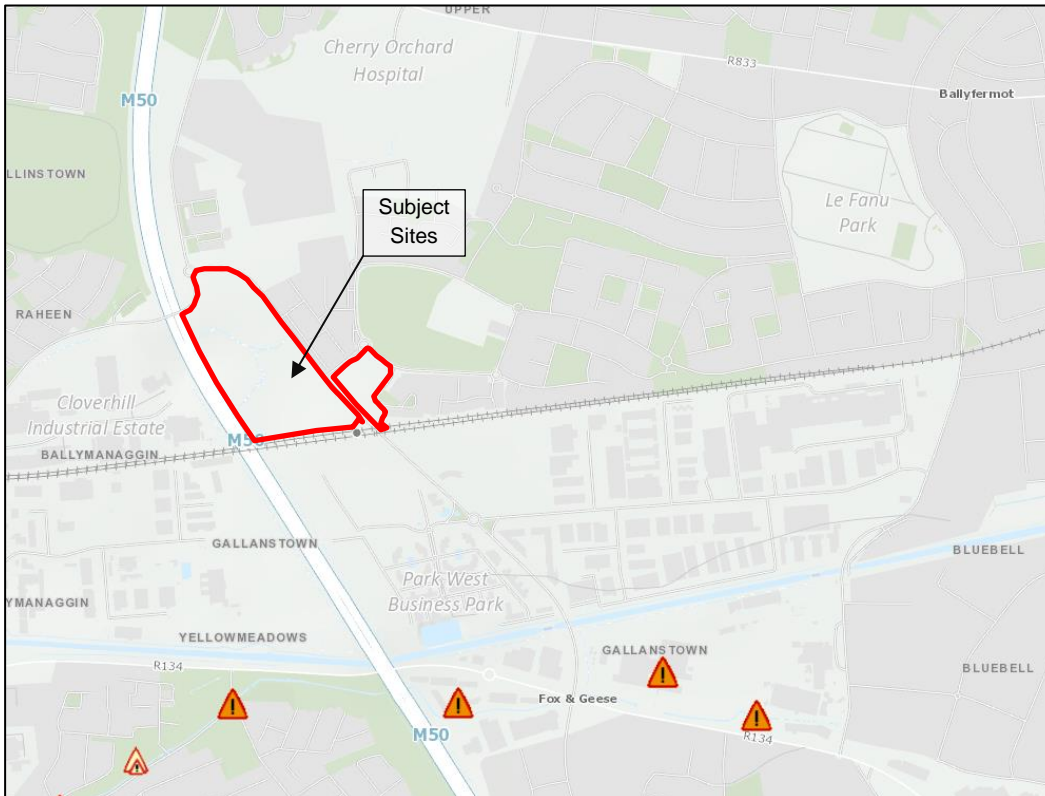 UPPER
Cherry Orchard
Hospital
R833
M50
Ballyfermot
LLINSTOWN
Subject
Sites
Le Fanu
Park
RAHEEN
Cloverhill
Industrial Estate
M50
BALLYMANAGGIN
GALLANSTOWN
BLUEBELL
Park West
Business Park
YMANAGGIN
YELLOWMEADOWS
GALLANSTOWN
R134
BLUEBELL
Fox & Geese
M50
R134